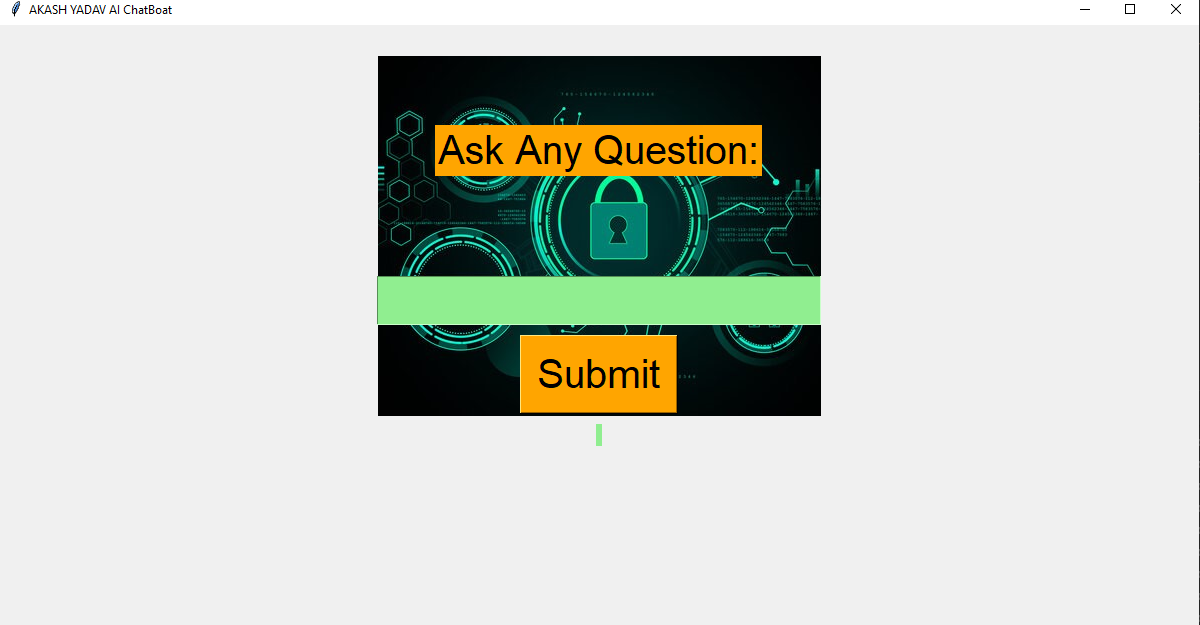 AKASH YADAV AI ChatBoat
Ask Any Question:
Submit